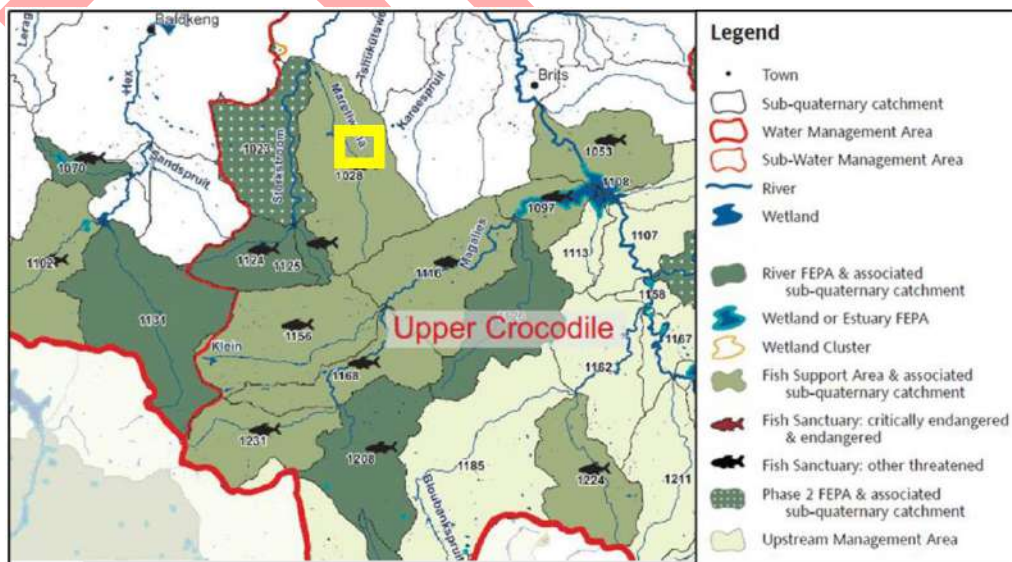 Baldkeng
Hex
Sandspruit
Sterkstroom
Kareespruit
Brits
1070
1023
1028
1053
1108
1097
1107
1113
1102
1124
1125
Magalies
1116
1158
1131
1156
Klein
Upper Crocodile
1167
1168
1162
1231
1208
1185
1224
1211
Bloubankspruit
Legend
Town
Sub-quaternary catchment
Water Management Area
Sub-Water Management Area
River
Wetland
River FEPA & associated
sub-quaternary catchment
Wetland or Estuary FEPA
Wetland Cluster
Fish Support Area & associated
sub-quaternary catchment
Fish Sanctuary: critically endangered
& endangered
Fish Sanctuary: other threatened
Phase 2 FEPA & associated
sub-quaternary catchment
Upstream Management Area